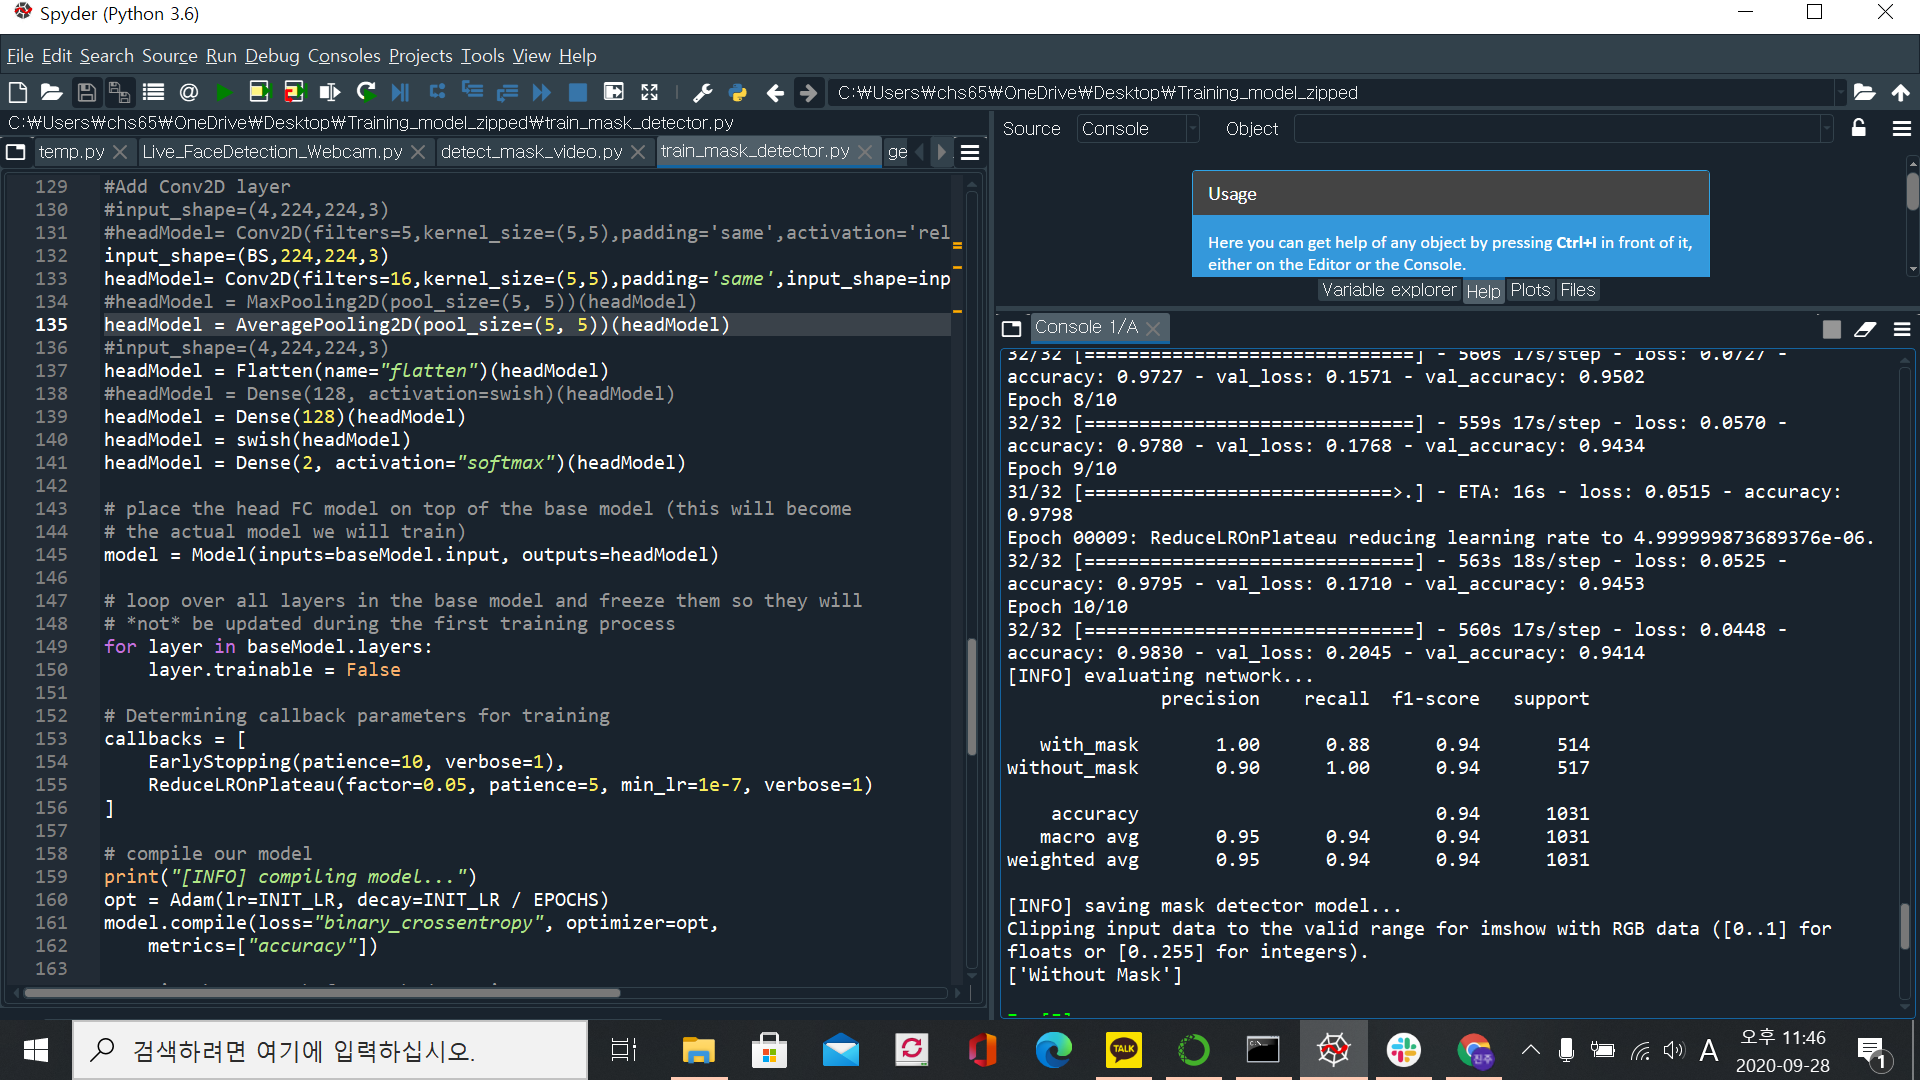 Spyder (Python 3.6)
File Edit Search Source Run Debug Consoles Projects Tools View Help
C:₩Users₩chs65₩OneDrive₩Desktop₩Training_model_zipped
C:₩Users₩chs65₩OneDrive₩Desktop₩Training_model_zipped₩train_mask_detector.py
temp.py Live_FaceDetection_Webcam.py detect_mask_video.py train_mask_detector.py ge
129 #Add Conv2D layer
130 #input_shape=(4,224,224,3)
131 #headModel= Conv2D(filters=5,kernel_size=(5,5),padding='same',activation='rel
132 input_shape=(BS,224,224,3)
133 headModel= Conv2D(filters=16,kernel_size=(5,5),padding='same',input_shape=inp
134 #headModel = MaxPooling2D(pool_size=(5, 5))(headModel)
135 headModel = AveragePooling2D(pool_size=(5, 5))(headModel)
136 #input_shape=(4,224,224,3)
137 headModel = Flatten(name="flatten")(headModel)
138 #headModel = Dense(128, activation=swish)(headModel)
139 headModel = Dense(128)(headModel)
140 headModel = swish(headModel)
141 headModel = Dense(2, activation="softmax")(headModel)
142
143 # place the head FC model on top of the base model (this will become
144 # the actual model we will train)
145 model = Model(inputs=baseModel.input, outputs=headModel)
146
147 # loop over all layers in the base model and freeze them so they will
148 # *not* be updated during the first training process
149 for layer in baseModel.layers:
150 layer.trainable = False
151
152 # Determining callback parameters for training
153 callbacks = [
154 EarlyStopping(patience=10, verbose=1),
155 ReduceLROnPlateau(factor=0.05, patience=5, min_lr=1e-7, verbose=1)
156 ]
157
158 # compile our model
159 print("[INFO] compiling model...")
160 opt = Adam(lr=INIT_LR, decay=INIT_LR / EPOCHS)
161 model.compile(loss="binary_crossentropy", optimizer=opt,
162 metrics=["accuracy"])
163
Source Console Object
Usage
Here you can get help of any object by pressing Ctrl+I in front of it,
either on the Editor or the Console.
Variable explorer Help Plots Files
Console 1/A
32/32 [==============================] - 560s 17s/step - loss: 0.0727 -
accuracy: 0.9727 - val_loss: 0.1571 - val_accuracy: 0.9502
Epoch 8/10
32/32 [==============================] - 559s 17s/step - loss: 0.0570 -
accuracy: 0.9780 - val_loss: 0.1768 - val_accuracy: 0.9434
Epoch 9/10
31/32 [============================>.] - ETA: 16s - loss: 0.0515 - accuracy:
0.9798
Epoch 00009: ReduceLROnPlateau reducing learning rate to 4.999999873689376e-06.
32/32 [==============================] - 563s 18s/step - loss: 0.0525 -
accuracy: 0.9795 - val_loss: 0.1710 - val_accuracy: 0.9453
Epoch 10/10
32/32 [==============================] - 560s 17s/step - loss: 0.0448 -
accuracy: 0.9830 - val_loss: 0.2045 - val_accuracy: 0.9414
[INFO] evaluating network...
precision recall f1-score support
with_mask 1.00 0.88 0.94 514
without_mask 0.90 1.00 0.94 517
accuracy 0.94 1031
macro avg 0.95 0.94 0.94 1031
weighted avg 0.95 0.94 0.94 1031
[INFO] saving mask detector model...
Clipping input data to the valid range for imshow with RGB data ([0..1] for
floats or [0..255] for integers).
['Without Mask']
검색하려면 여기에 입력하십시오.
TALK
진주
A
오후 11:46
2020-09-28
1